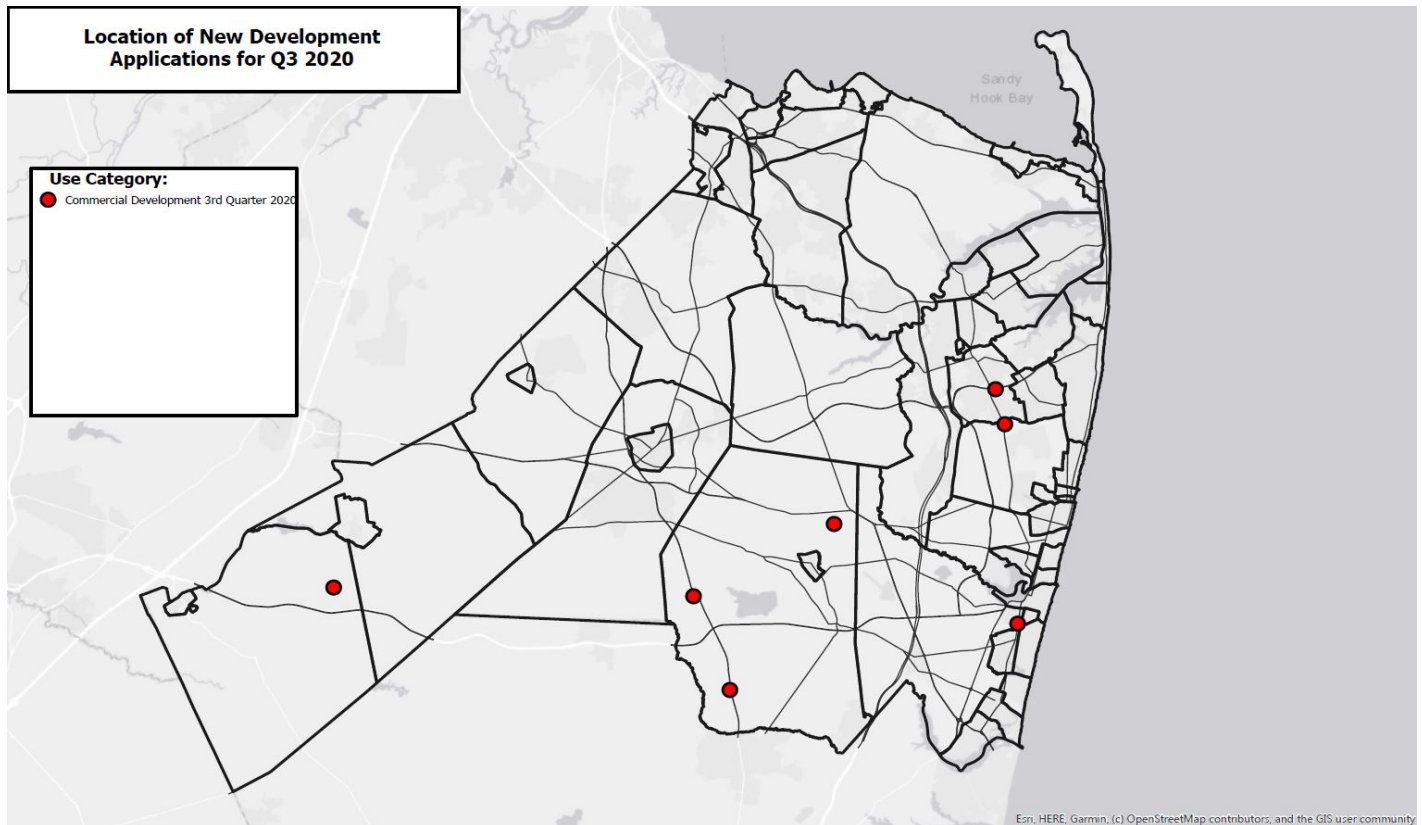 Location of New Development
Applications for Q3 2020
Sandy
Hook Bay
Use Category:
Commercial Development 3rd Quarter 2020
Esri, HERE, Garmin, (c) OpenStreetMap contributors, and the GIS user community